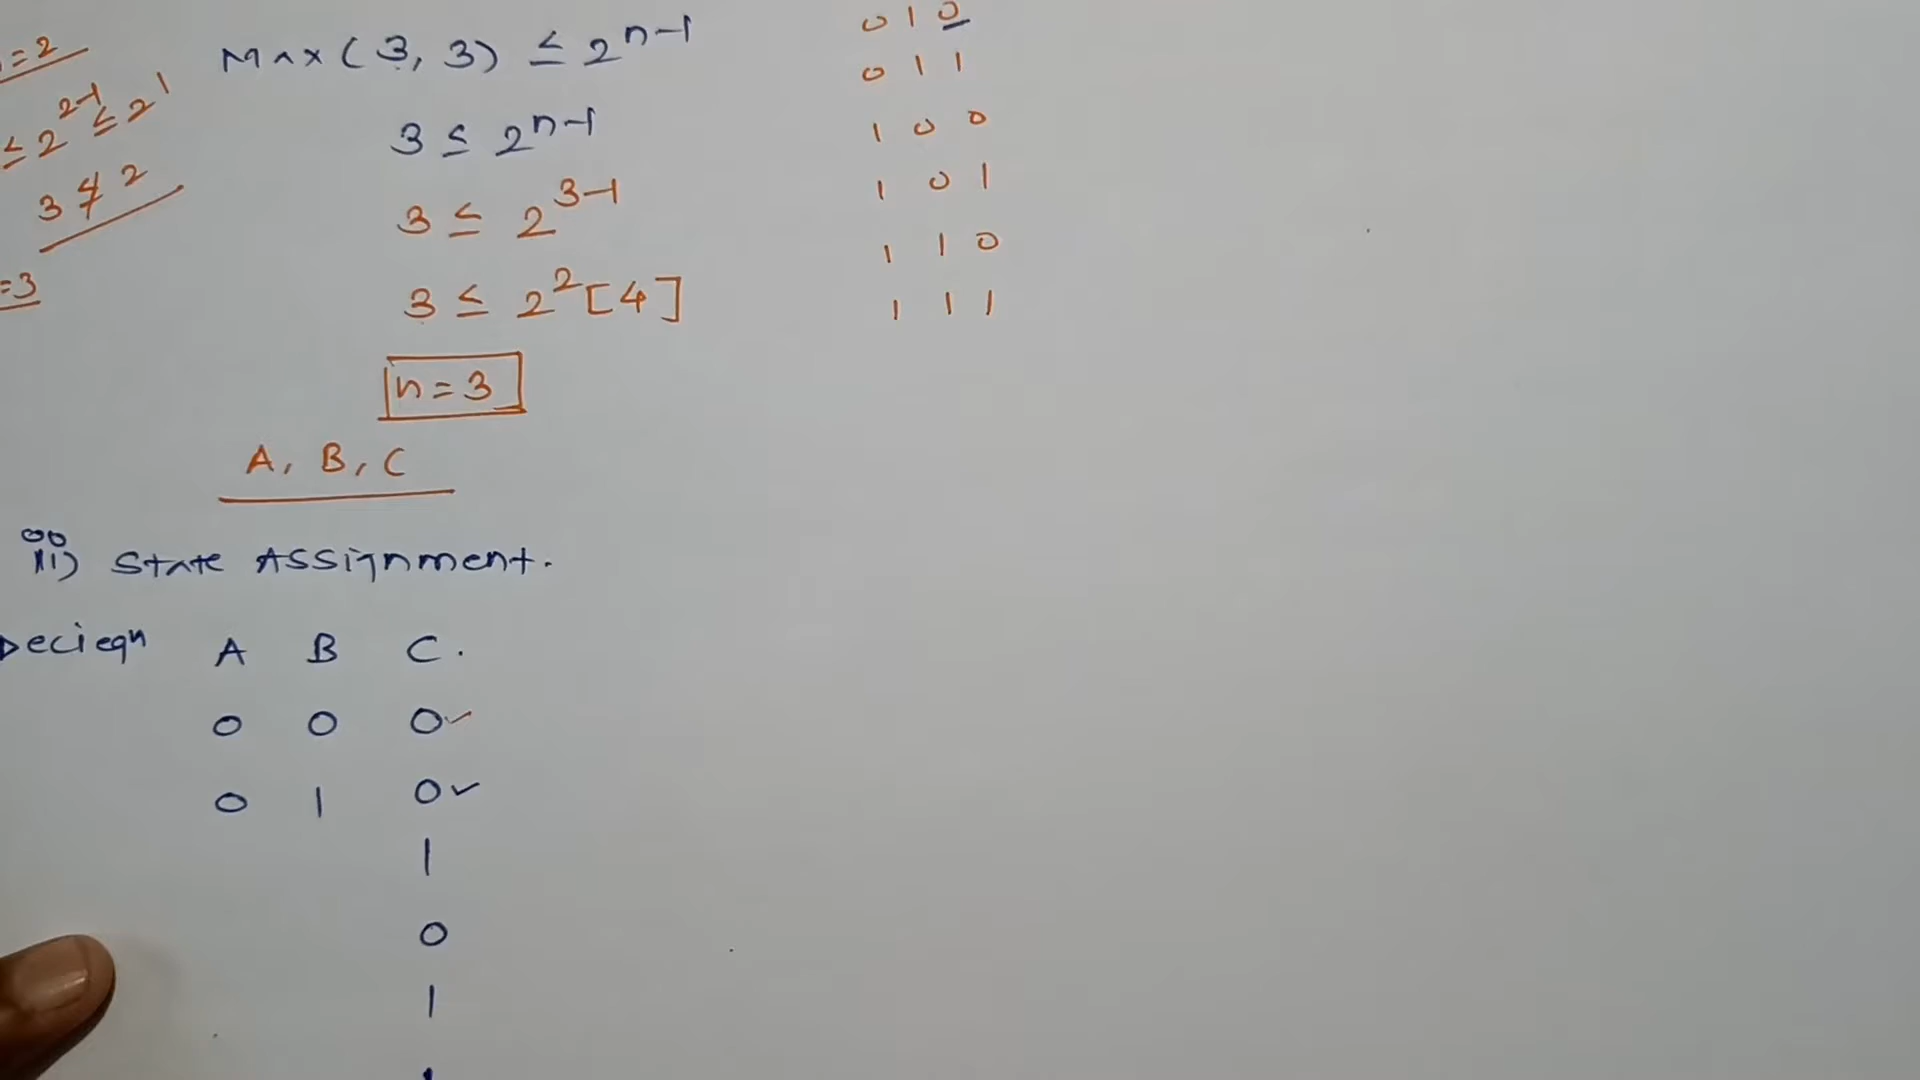 =2
Max(3, 3) ≤ 2^n-1
≤ 2^2-1 ≤ 2^1
3 ≰ 2
=3
3 ≤ 2^n-1
3 ≤ 2^3-1
3 ≤ 2^2 [4]
n=3
A, B, C
0 1 0
0 1 1
1 0 0
1 0 1
1 1 0
1 1 1
iii) State Assignment.
Deciegn A B C.
0 0 0✓
0 1 0✓
1
0
1